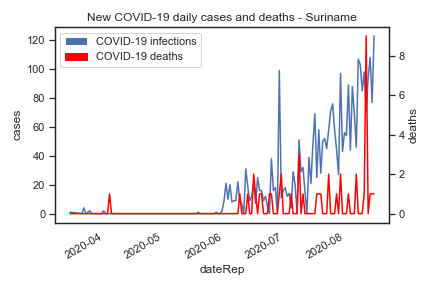 New COVID-19 daily cases and deaths - Suriname
COVID-19 infections
COVID-19 deaths
120
100
80
60
40
20
0
cases
8
6
4
2
0
deaths
2020-04
2020-05
2020-06
2020-07
2020-08
dateRep